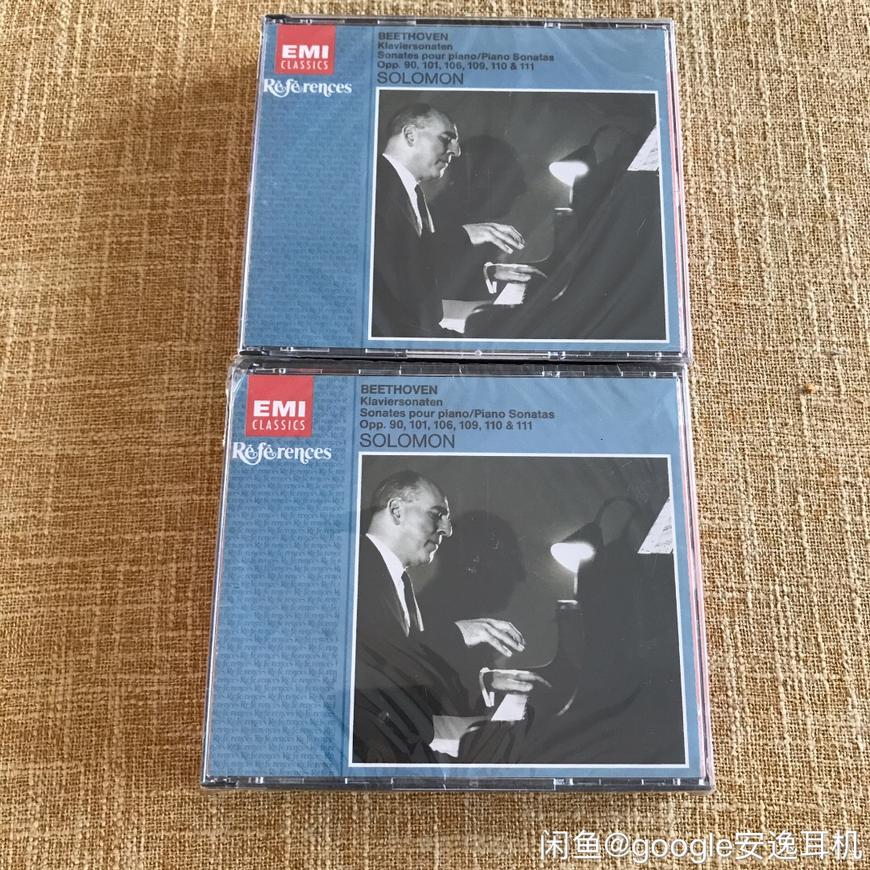 EMI
CLASSICS
Références
BEETHOVEN
Klaviersonaten
Sonates pour piano/Piano Sonatas
Opp. 90, 101, 106, 109, 110 & 111
SOLOMON
EMI
CLASSICS
Références
BEETHOVEN
Klaviersonaten
Sonates pour piano/Piano Sonatas
Opp. 90, 101, 106, 109, 110 & 111
SOLOMON
闲鱼@google安逸耳机